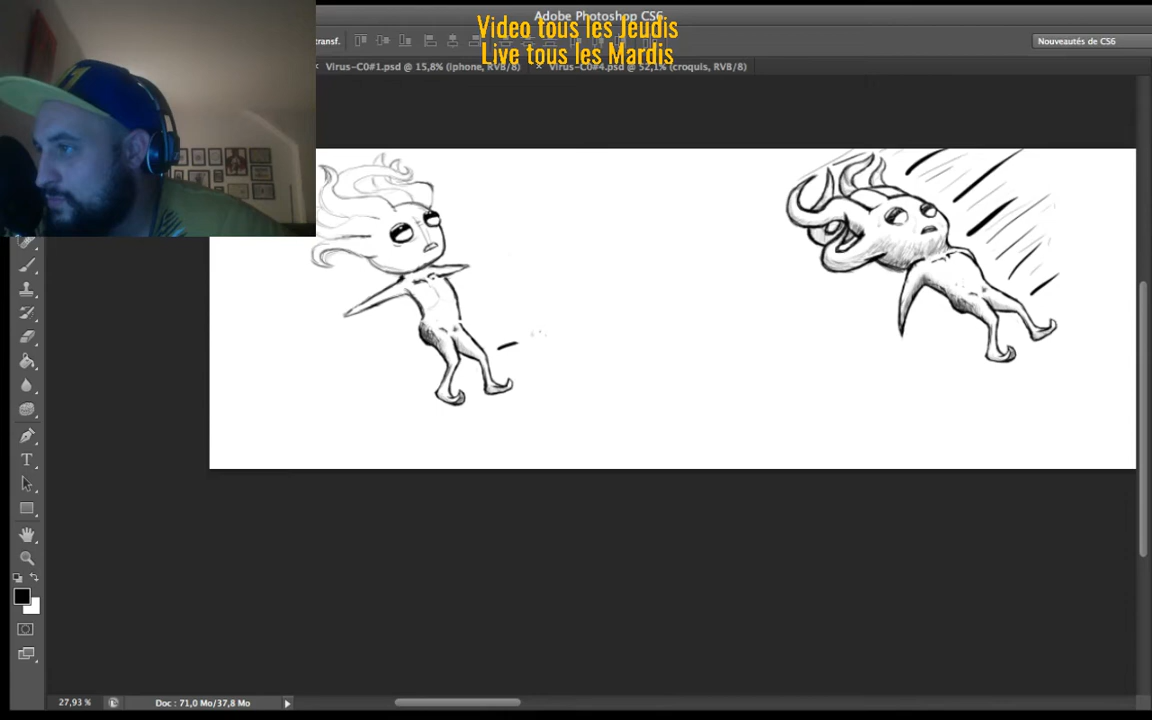 Adobe Photoshop CS6
Video tous les Jeudis
Live tous les Mardis
transf.
Nouveautés de CS6
Virus-C0#1.psd @ 15,8% (iphone, RVB/8)
Virus-C0#4.psd @ 52,1% (croquis, RVB/8)
27,93 %
Doc : 71,0 Mo/37,8 Mo